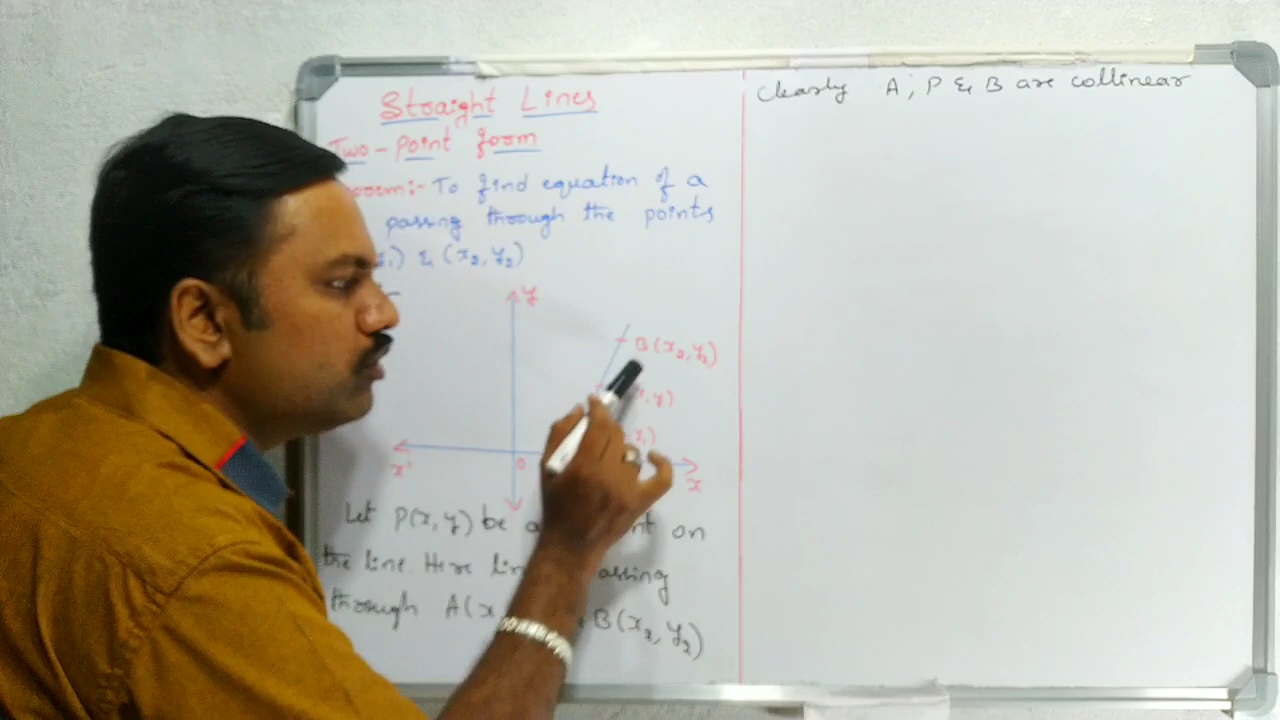 Straight Lines
Two-Point form
To find equation of a
passing through the points
) & (x₂, y₂)
y
B(x₂, y₂)
, y)
x'
0
x
Let P(x, y) be a on
the line. Here
through A(x B(x₂, y₂)
Clearly A, P & B are collinear